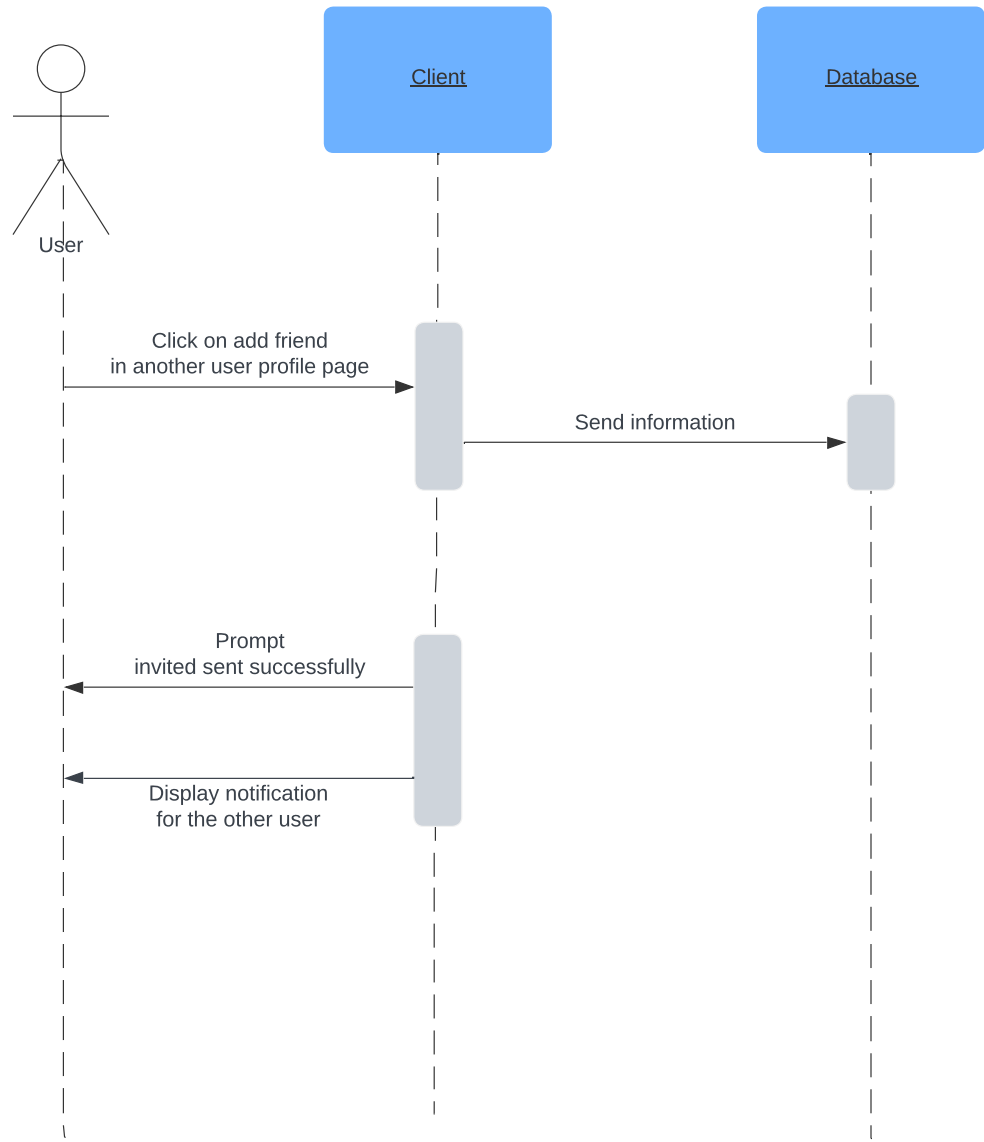 Client
Database
User
Click on add friend
in another user profile page
Send information
Prompt
invited sent successfully
Display notification
for the other user